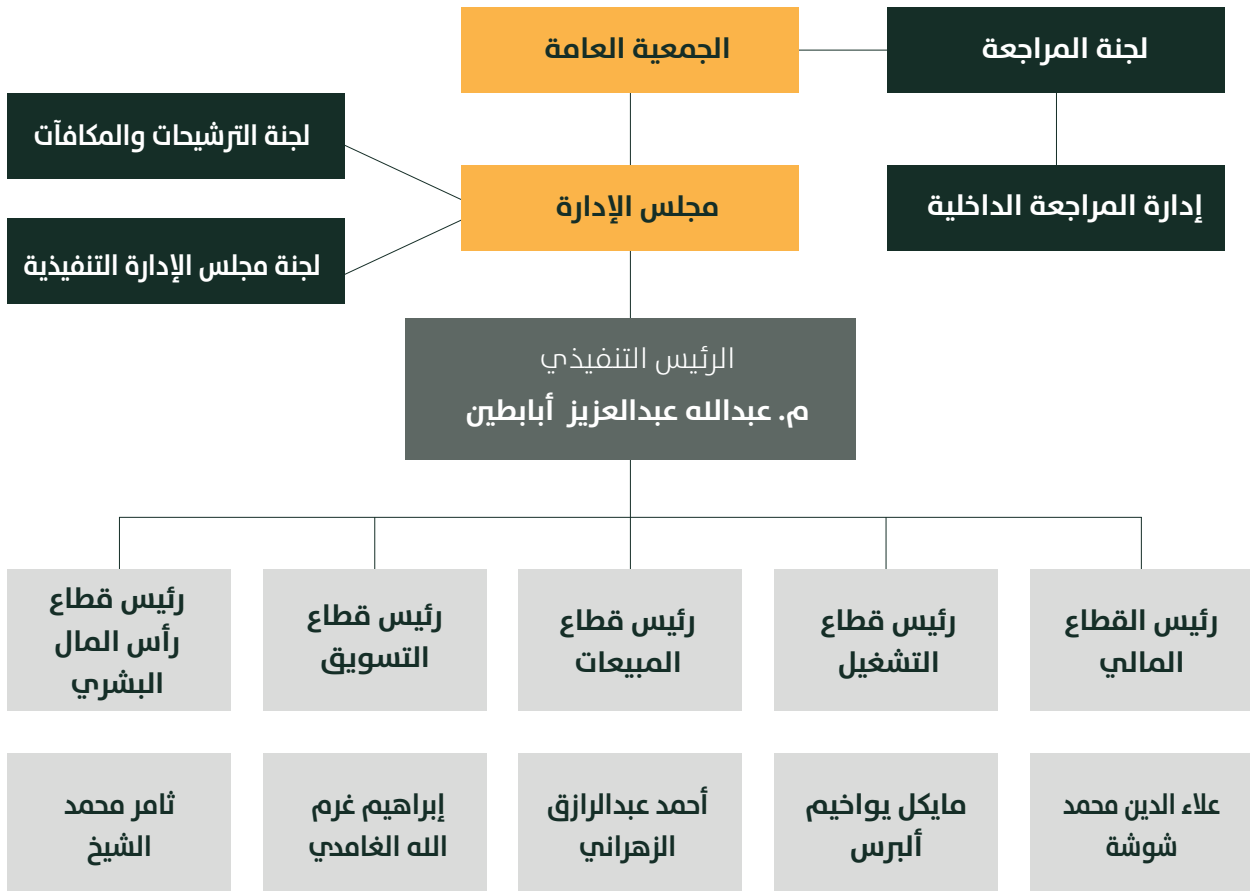 الجمعية العامة
لجنة المراجعة
لجنة الترشيحات والمكافآت
مجلس الإدارة
إدارة المراجعة الداخلية
لجنة مجلس الإدارة التنفيذية
الرئيس التنفيذي
م. عبدالله عبدالعزيز أبابطين
رئيس القطاع
المالي
رئيس قطاع
التشغيل
رئيس قطاع
المبيعات
رئيس قطاع
التسويق
رئيس قطاع
رأس المال
البشري
علاء الدين محمد
شوشة
مايكل يواخيم
ألبرس
أحمد عبدالرازق
الزهراني
إبراهيم غرم
الله الغامدي
ثامر محمد
الشيخ